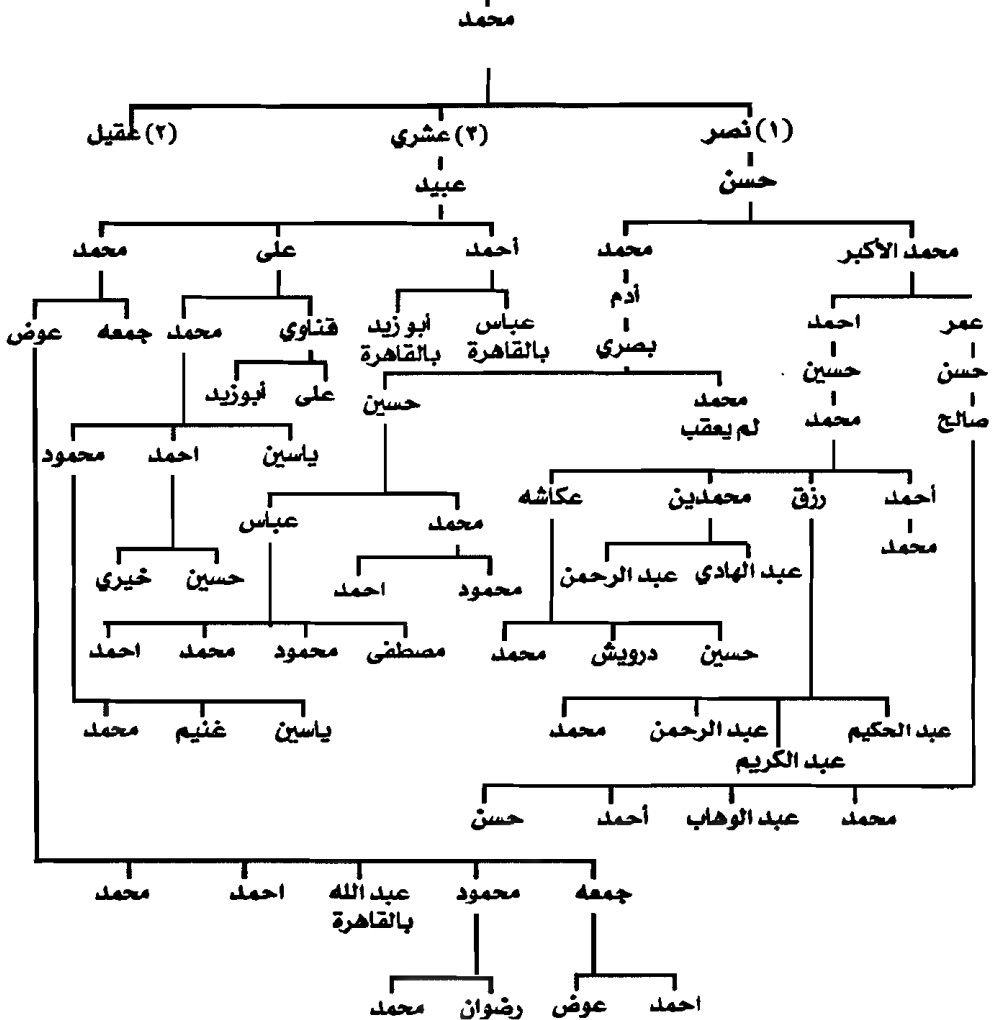 محمد
(١) نصر (٣) عشري (٢) عقيل
حسن عبيد
محمد الأكبر محمد أحمد على محمد
عمر احمد أدم عباس بالقاهرة أبو زيد بالقاهرة قناوي محمد جمعه عوض
حسن حسين بصري على أبوزيد
صالح محمد محمد لم يعقب حسين ياسين احمد محمود
أحمد رزق محمدين عكاشه محمد عباس
محمد عبد الهادي عبد الرحمن محمود احمد حسين خيري
حسين درويش محمد مصطفى محمود محمد احمد
عبد الحكيم عبد الكريم عبد الرحمن محمد ياسين غنيم محمد
محمد عبد الوهاب أحمد حسن
جمعه محمود عبد الله بالقاهرة احمد محمد
احمد عوض رضوان محمد